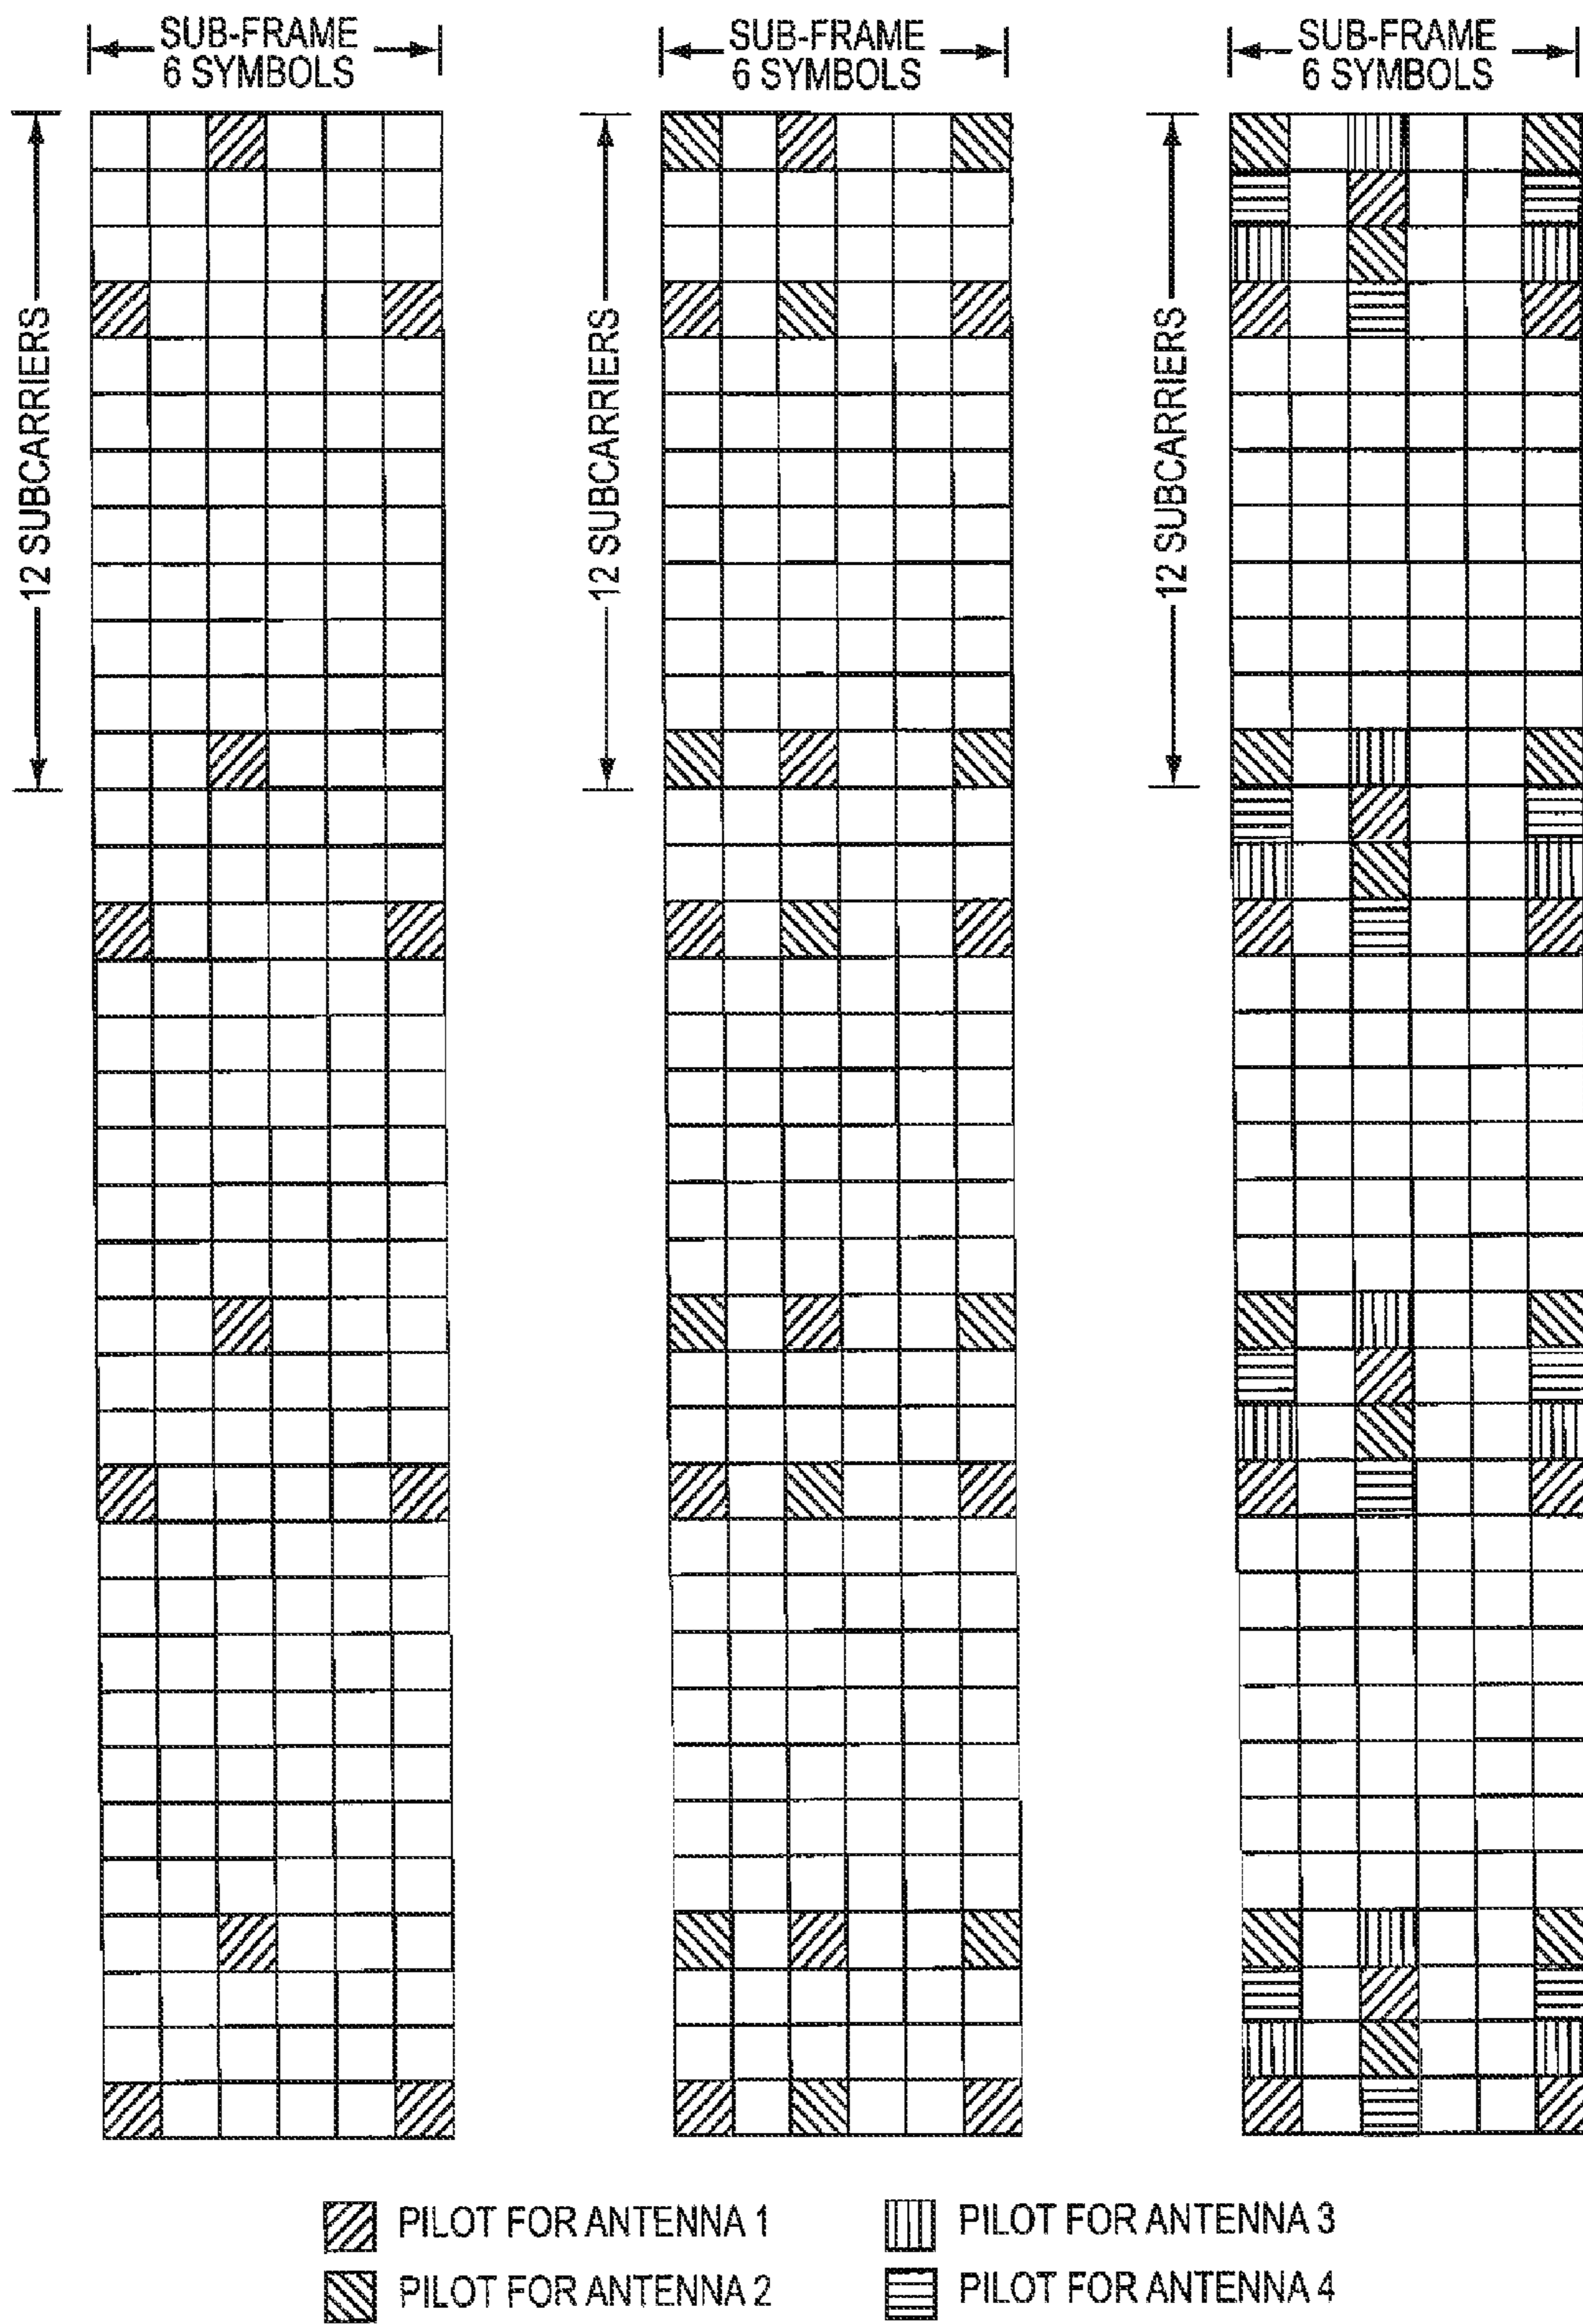 SUB-FRAME
6 SYMBOLS
SUB-FRAME
6 SYMBOLS
SUB-FRAME
6 SYMBOLS
12 SUBCARRIERS
12 SUBCARRIERS
12 SUBCARRIERS
PILOT FOR ANTENNA 1
PILOT FOR ANTENNA 3
PILOT FOR ANTENNA 2
PILOT FOR ANTENNA 4